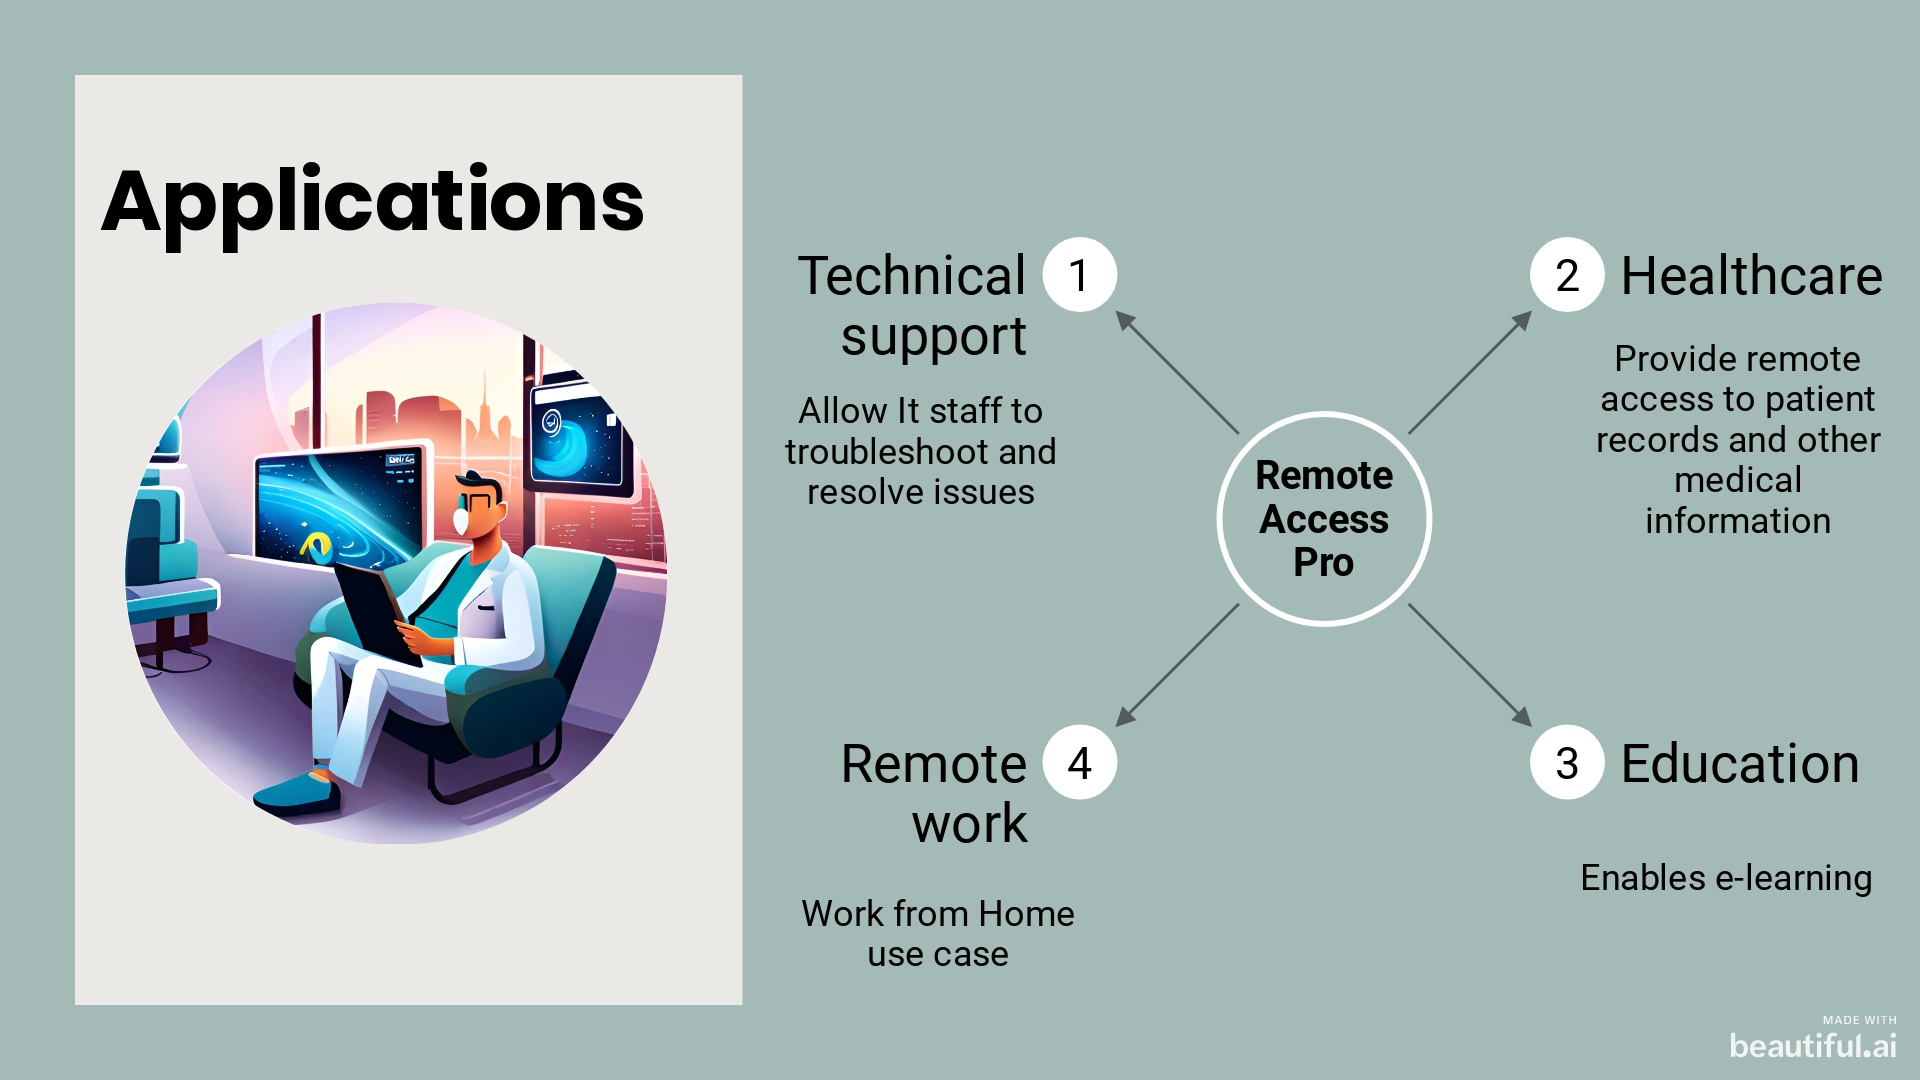 Applications
Technical
support
1
Allow It staff to
troubleshoot and
resolve issues
2
Healthcare
Provide remote
access to patient
records and other
medical
information
Remote
Access
Pro
Remote
work
4
Work from Home
use case
3
Education
Enables e-learning
MADE WITH
beautiful.ai